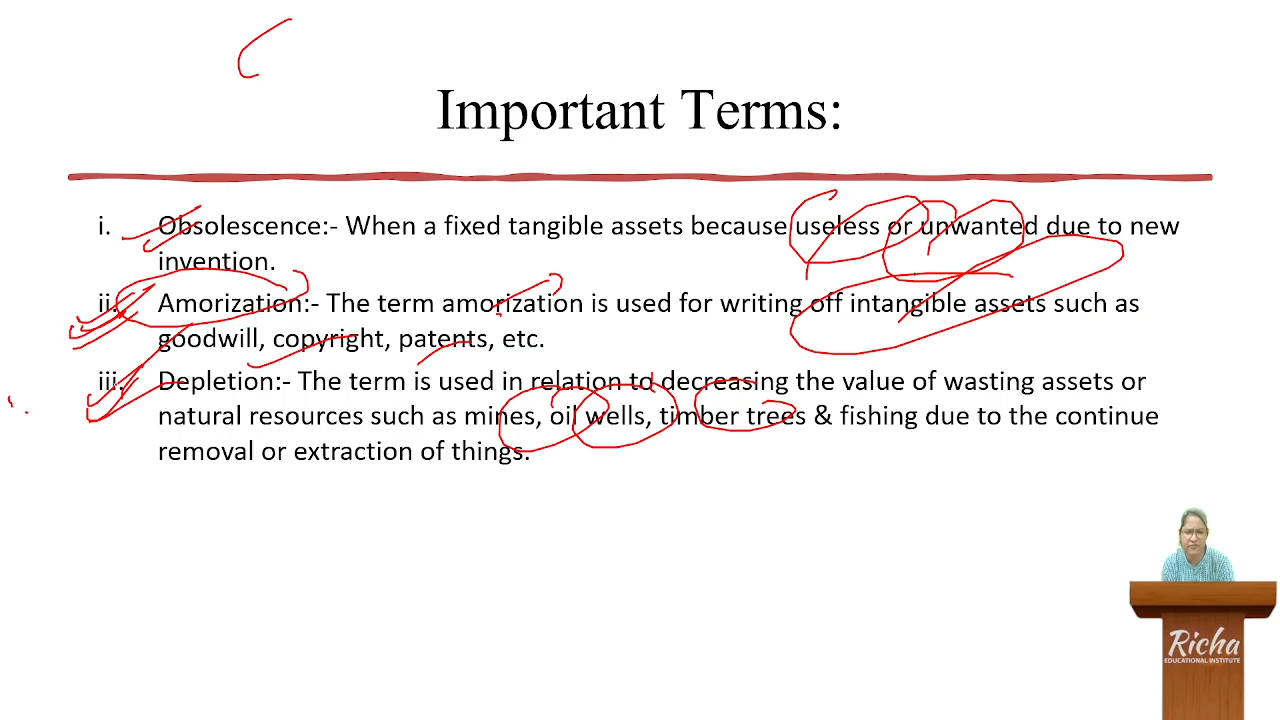 Important Terms:
i. Obsolescence:- When a fixed tangible assets because useless or unwanted due to new
invention.
ii. Amorization:- The term amorization is used for writing off intangible assets such as
goodwill, copyright, patents, etc.
iii. Depletion:- The term is used in relation to decreasing the value of wasting assets or
natural resources such as mines, oil wells, timber trees & fishing due to the continue
removal or extraction of things.
Richa
EDUCATIONAL INSTITUTE